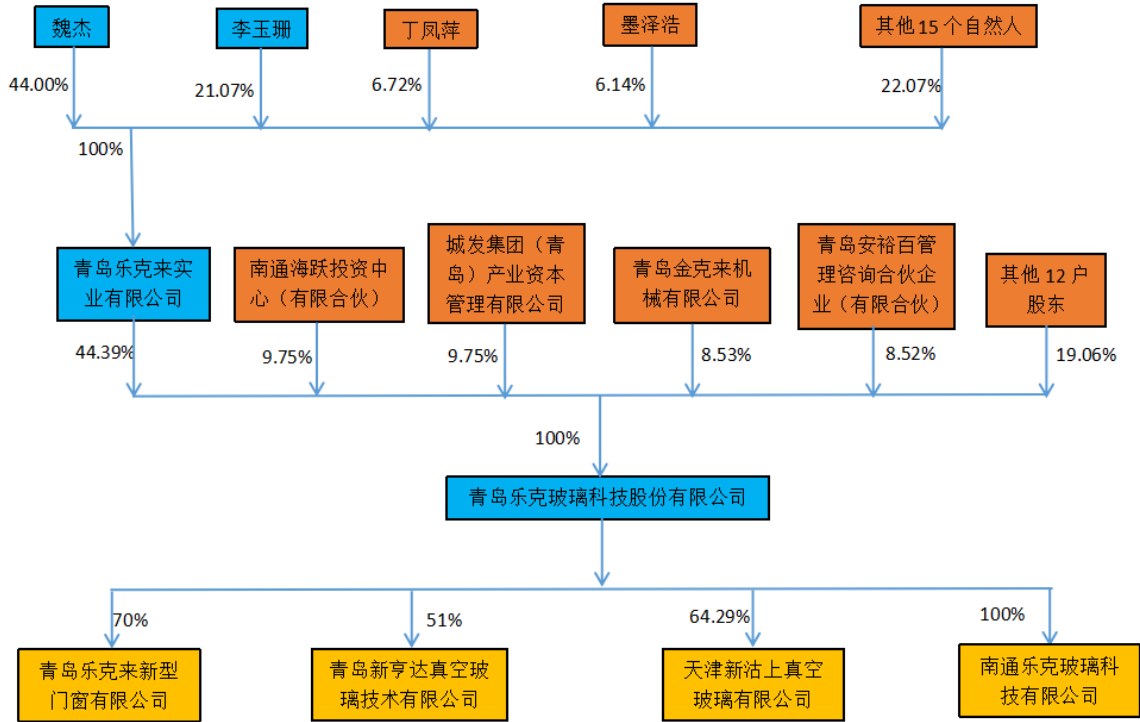 魏杰
李玉珊
丁凤萍
墨泽浩
其他15个自然人
44.00%
21.07%
6.72%
6.14%
22.07%
100%
青岛乐克来实
业有限公司
南通海跃投资中
心（有限合伙）
城发集团（青
岛）产业资本
管理有限公司
青岛金克来机
械有限公司
青岛安裕百管
理咨询合伙企
业（有限合伙）
其他12户
股东
44.39%
9.75%
9.75%
8.53%
8.52%
19.06%
100%
青岛乐克玻璃科技股份有限公司
70%
51%
64.29%
100%
青岛乐克来新型
门窗有限公司
青岛新亨达真空玻
璃技术有限公司
天津新沽上真空
玻璃有限公司
南通乐克玻璃科
技有限公司